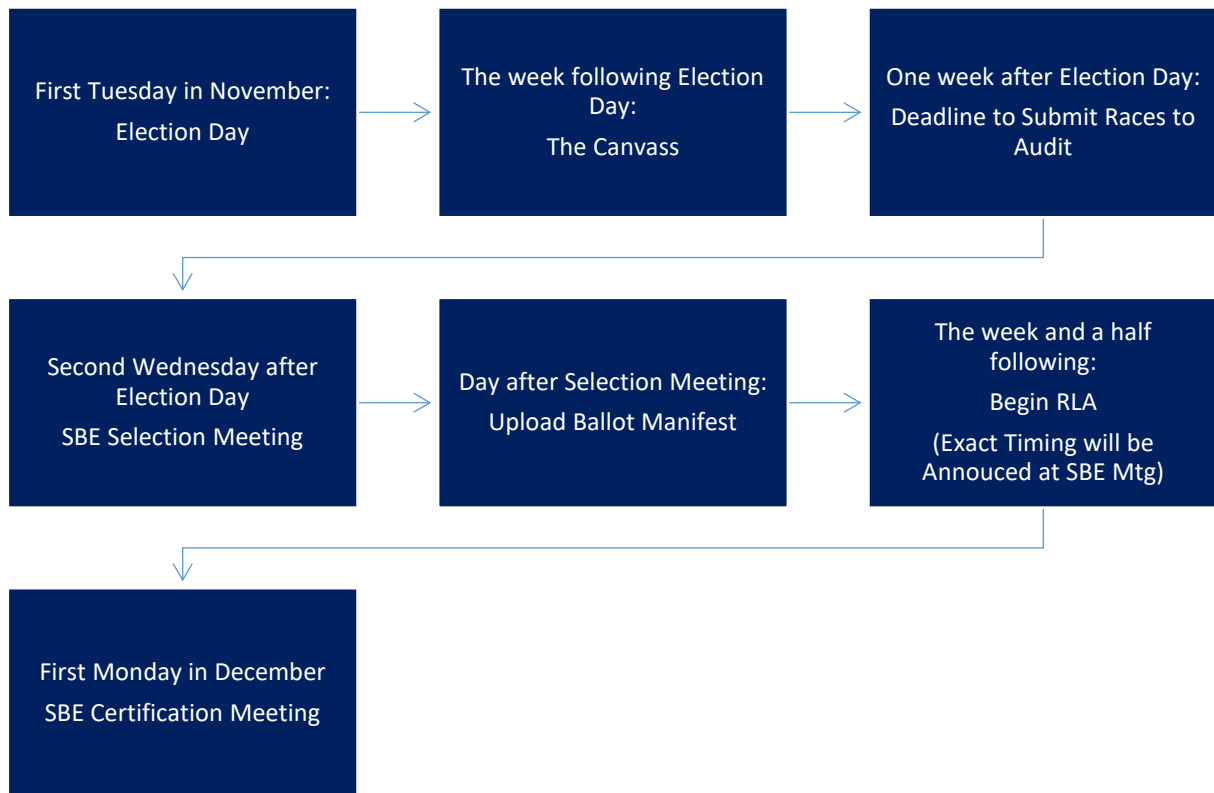 First Tuesday in November:
Election Day
The week following Election
Day:
The Canvass
One week after Election Day:
Deadline to Submit Races to
Audit
Second Wednesday after
Election Day
SBE Selection Meeting
Day after Selection Meeting:
Upload Ballot Manifest
The week and a half
following:
Begin RLA
(Exact Timing will be
Annouced at SBE Mtg)
First Monday in December
SBE Certification Meeting